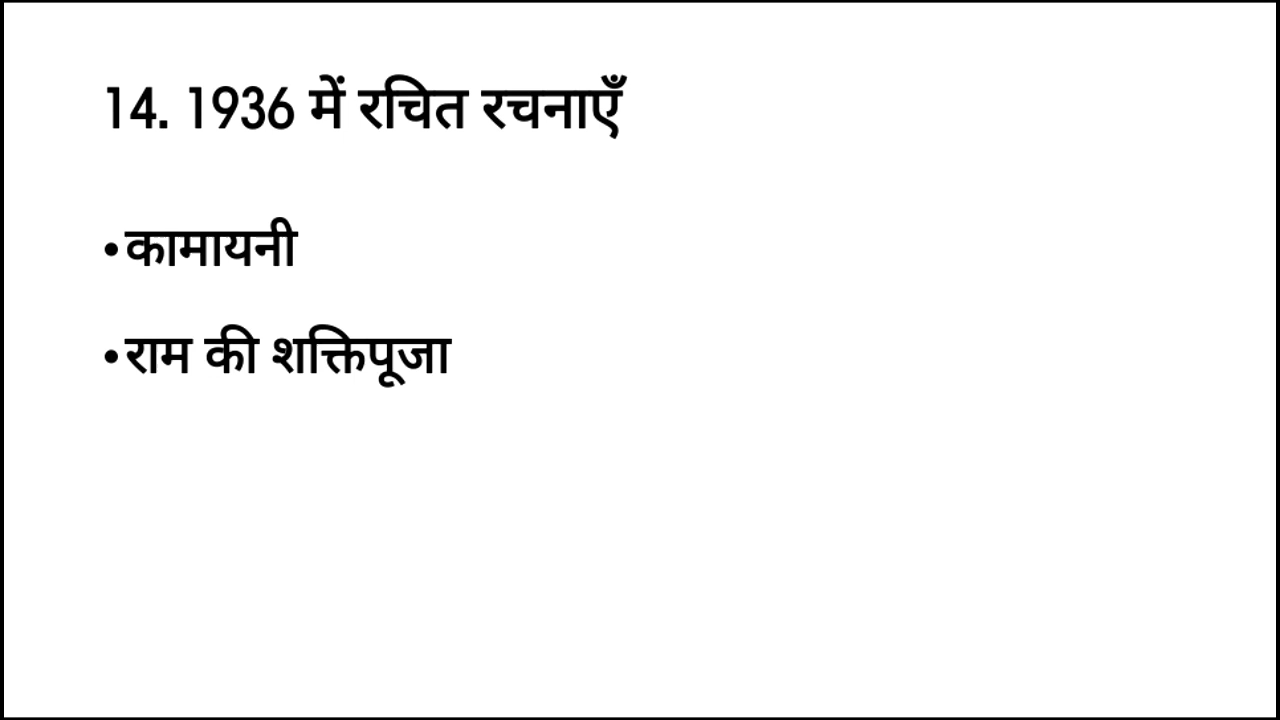 14. 1936 में रचित रचनाएँ
•कामायनी
•राम की शक्तिपूजा